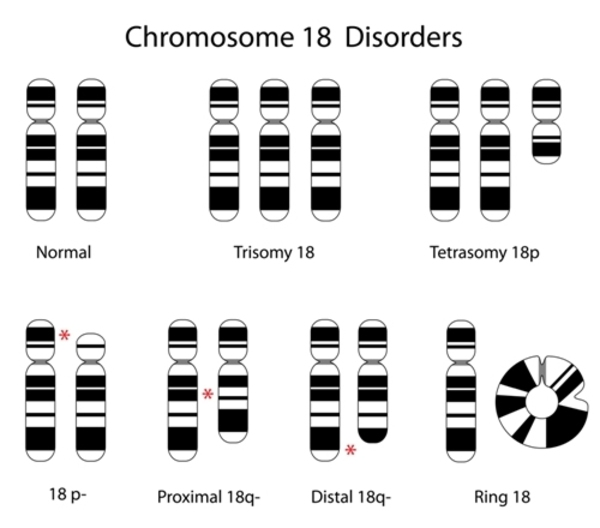 Chromosome 18 Disorders
Normal
Trisomy 18
Tetrasomy 18p
*
*
*
18 p-
Proximal 18q-
Distal 18q-
Ring 18